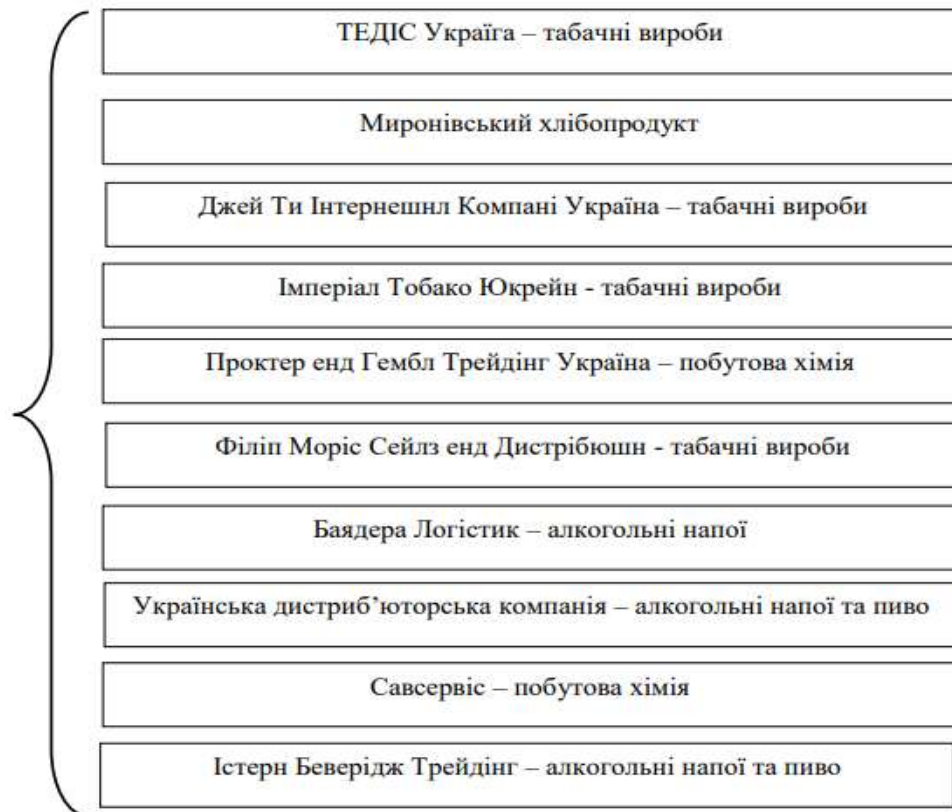 ТЕДІС Україга – табачні вироби
Миронівський хлібопродукт
Джей Ти Інтернешнл Компані Україна – табачні вироби
Імперіал Тобако Юкрейн - табачні вироби
Проктер енд Гембл Трейдінг Україна – побутова хімія
Філіп Моріс Сейлз енд Дистрібюшн - табачні вироби
Баядера Логістик – алкогольні напої
Українська дистриб’юторська компанія – алкогольні напої та пиво
Савсервіс – побутова хімія
Істерн Беверідж Трейдінг – алкогольні напої та пиво